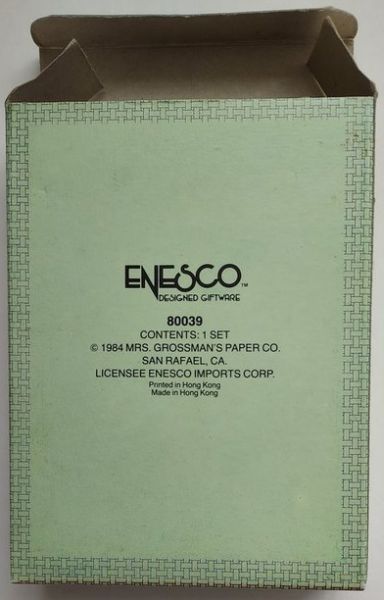 ENESCO™
DESIGNED GIFTWARE
80039
CONTENTS: 1 SET
© 1984 MRS. GROSSMAN'S PAPER CO.
SAN RAFAEL, CA.
LICENSEE ENESCO IMPORTS CORP.
Printed in Hong Kong
Made in Hong Kong